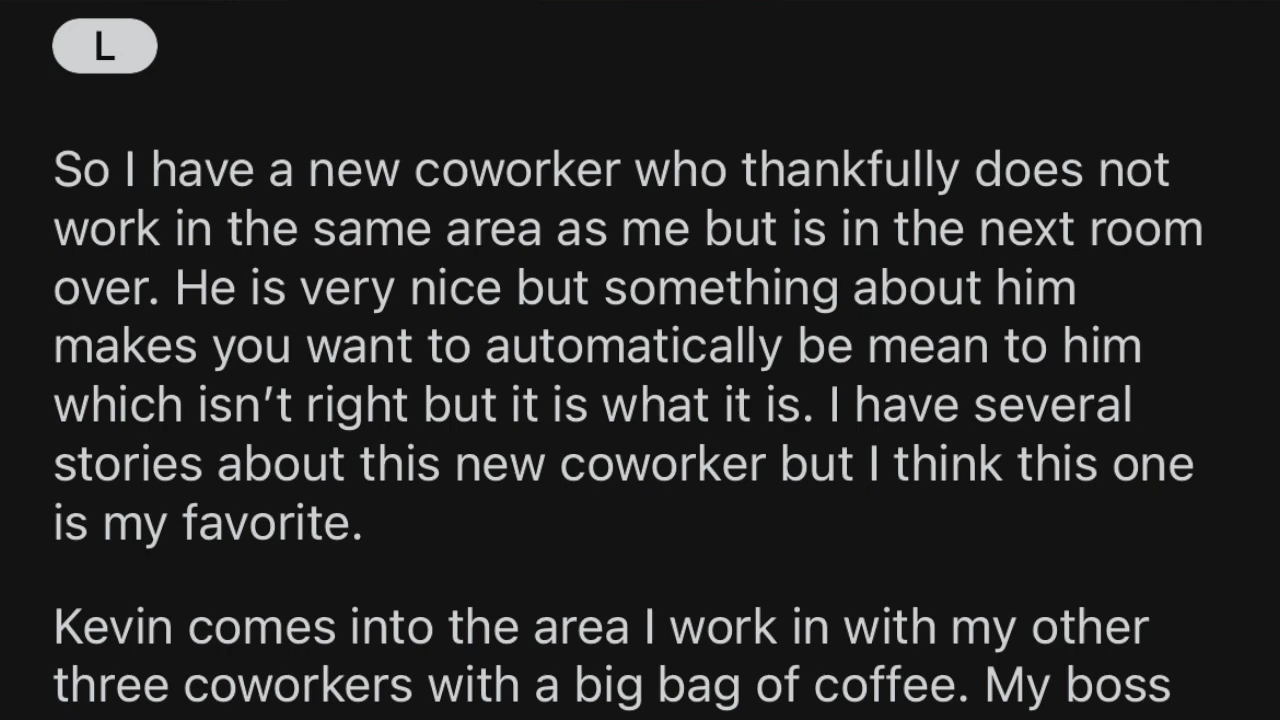 L
So I have a new coworker who thankfully does not
work in the same area as me but is in the next room
over. He is very nice but something about him
makes you want to automatically be mean to him
which isn’t right but it is what it is. I have several
stories about this new coworker but I think this one
is my favorite.
Kevin comes into the area I work in with my other
three coworkers with a big bag of coffee. My boss